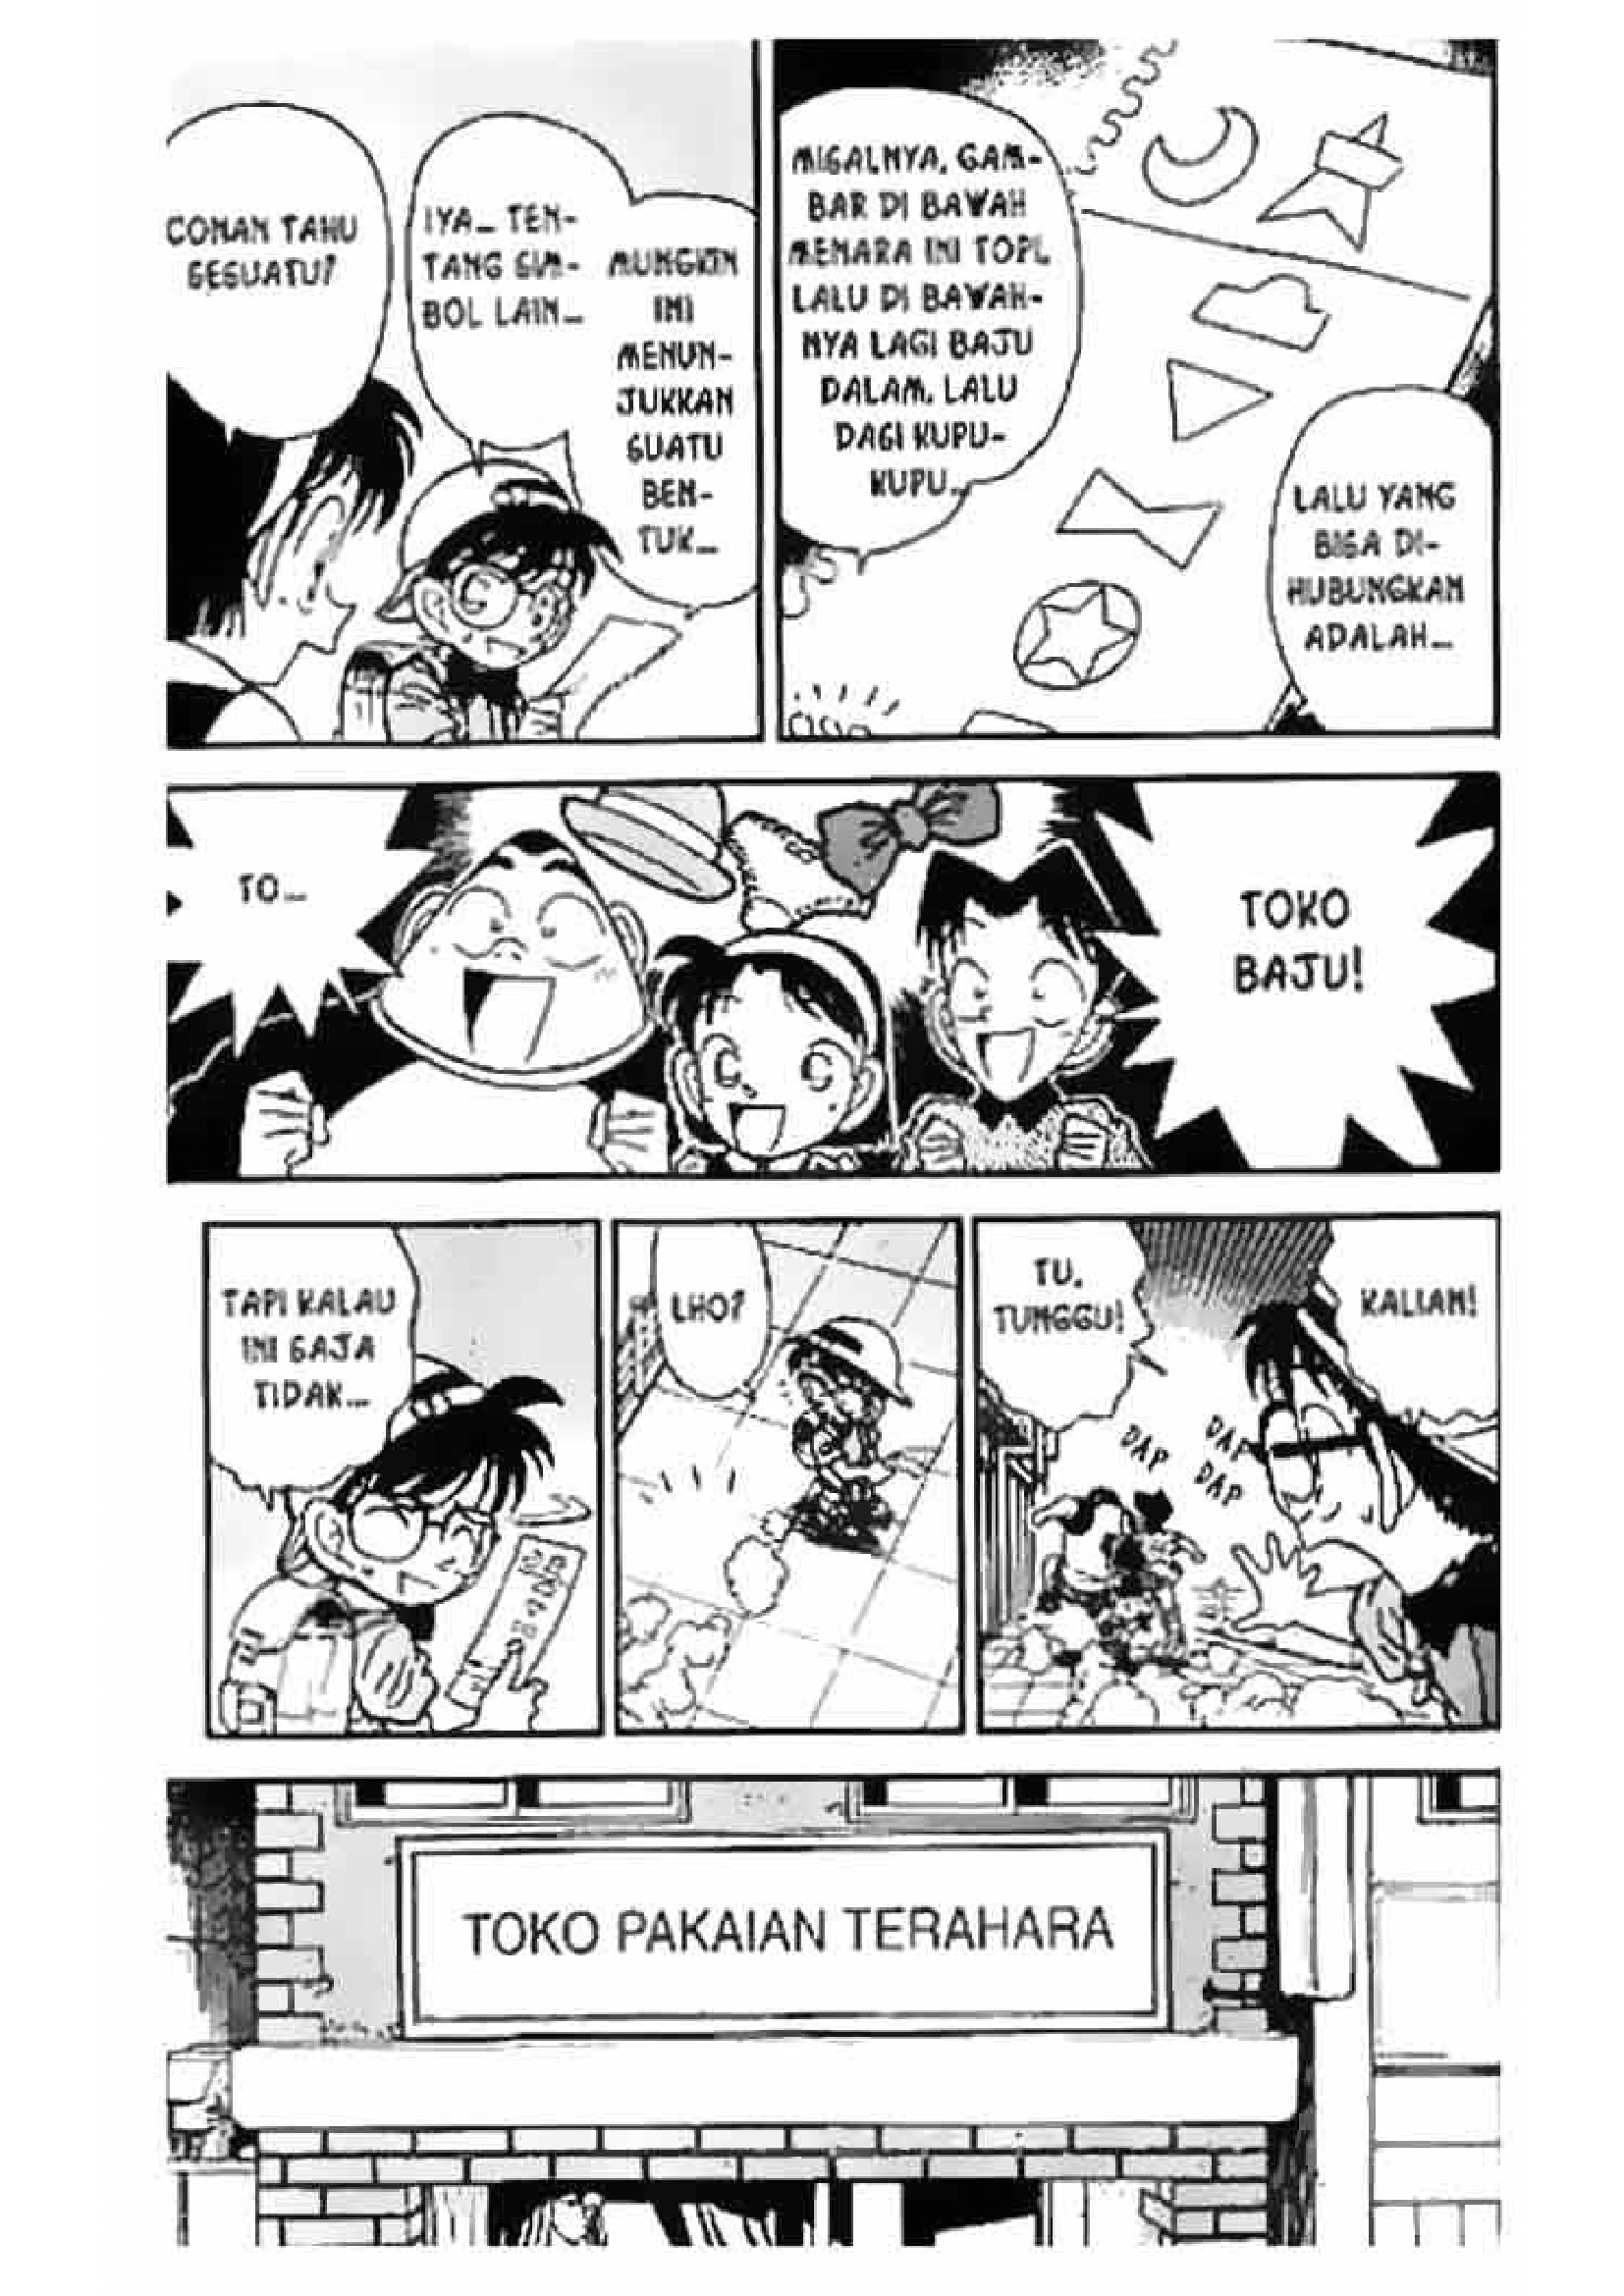 CONAN TAHU
SESUATU?
IYA... TEN-
TANG SIM-
BOL LAIN...
MUNGKIN
INI
MENUN-
JUKKAN
SUATU
BEN-
TUK...
MISALNYA, GAM-
BAR DI BAWAH
MENARA INI TOPI,
LALU DI BAWAH-
NYA LAGI BAJU
DALAM, LALU
DASI KUPU-
KUPU...
LALU YANG
BISA DI-
HUBUNGKAN
ADALAH...
TO...
TOKO
BAJU!
TAPI KALAU
INI SAJA
TIDAK...
LHO?
TU,
TUNGGU!
KALIAN!
DAP
DAP
DAP
TOKO PAKAIAN TERAHARA